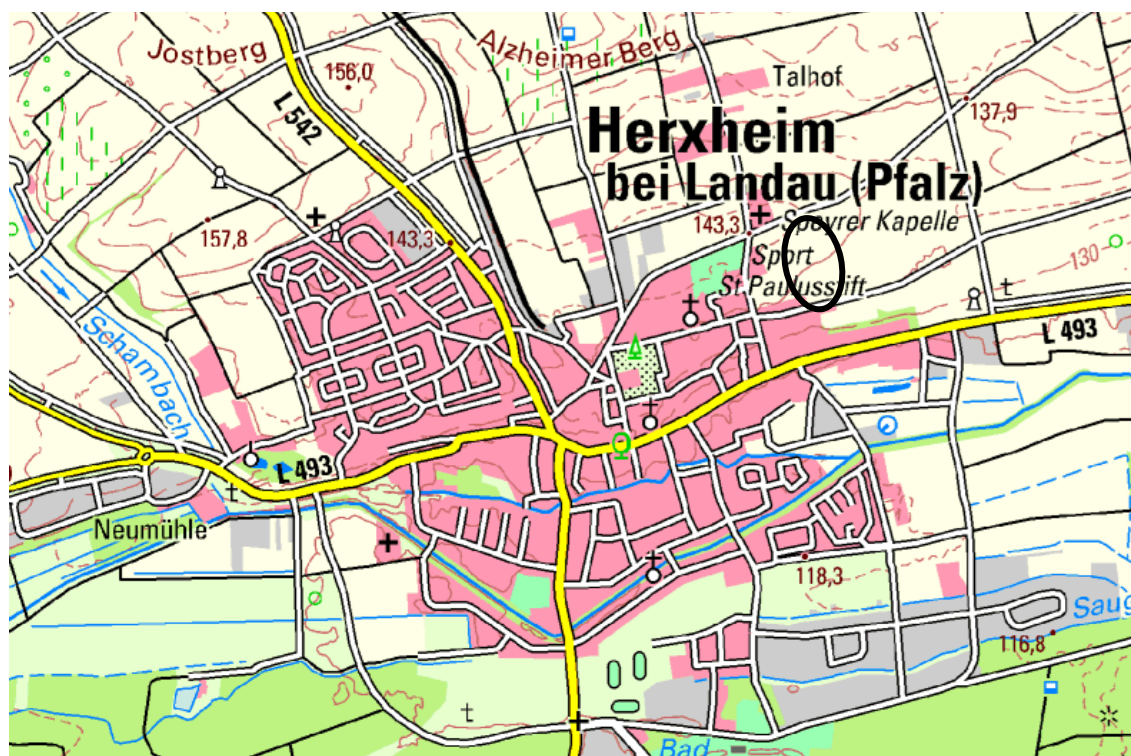 Jostberg
Alzheimer Berg
156,0
Talhof
137,9
L 542
Herxheim
bei Landau (Pfalz)
157,8
143,3
143,3
Speyrer Kapelle
Sport
St Paulusstift
130
L 493
Schambach
L 493
Neumühle
118,3
Saug
116,8
Bad